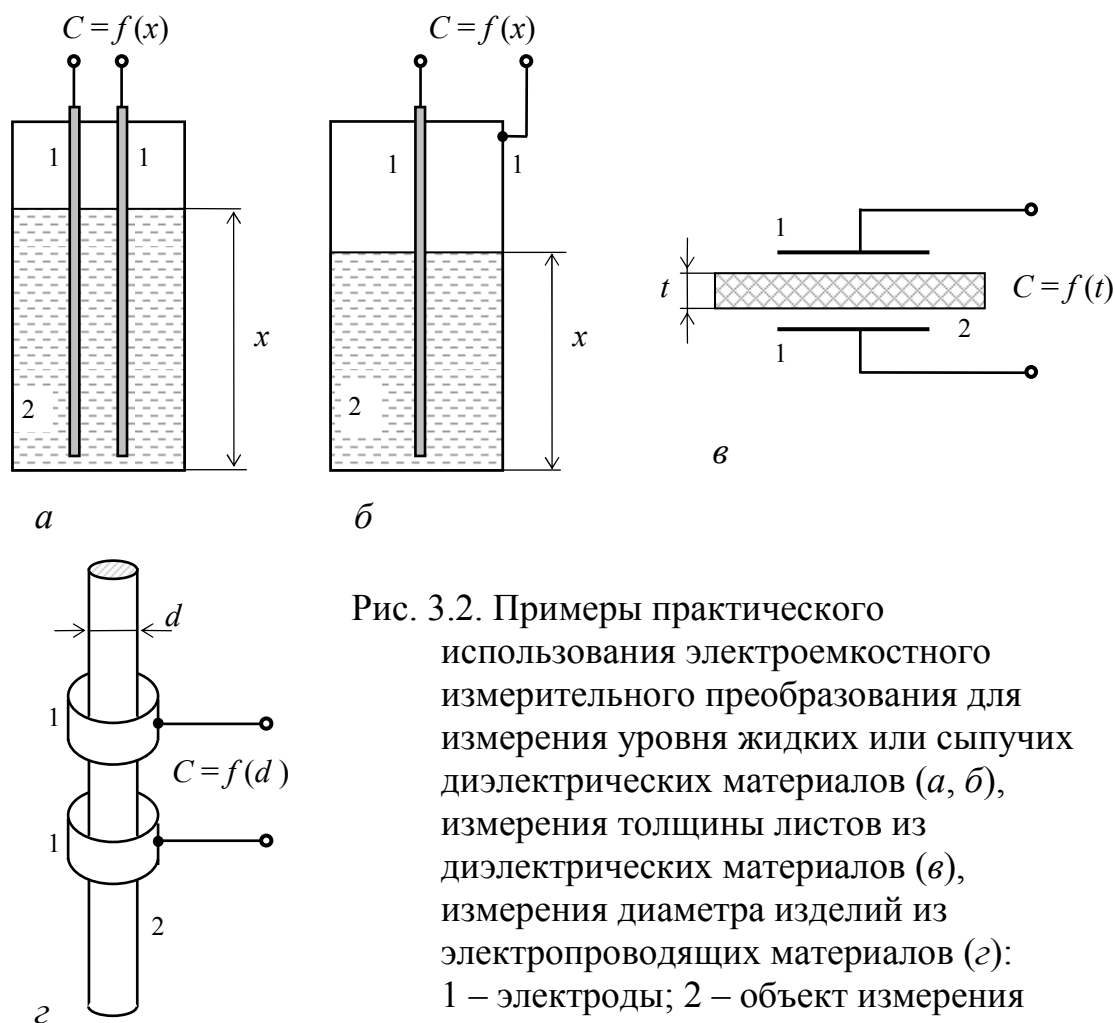 C = f (x)
C = f (x)
1
1
2
x
а
1
1
2
x
б
1
t
C = f (t)
2
1
в
d
1
C = f (d )
1
2
г
Рис. 3.2. Примеры практического
использования электроемкостного
измерительного преобразования для
измерения уровня жидких или сыпучих
диэлектрических материалов (а, б),
измерения толщины листов из
диэлектрических материалов (в),
измерения диаметра изделий из
электропроводящих материалов (г):
1 – электроды; 2 – объект измерения